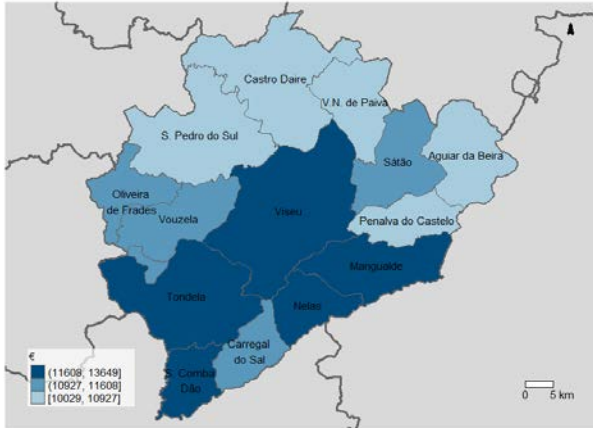 Castro Daire
V.N. de Paiva
S. Pedro do Sul
Sátão
Aguiar da Beira
Oliveira
de Frades
Vouzela
Viseu
Penalva do Castelo
Mangualde
Tondela
Nelas
Carregal
do Sal
S. Comba
Dão
€
(11608, 13649]
(10927, 11608]
[10029, 10927]
0 5 km